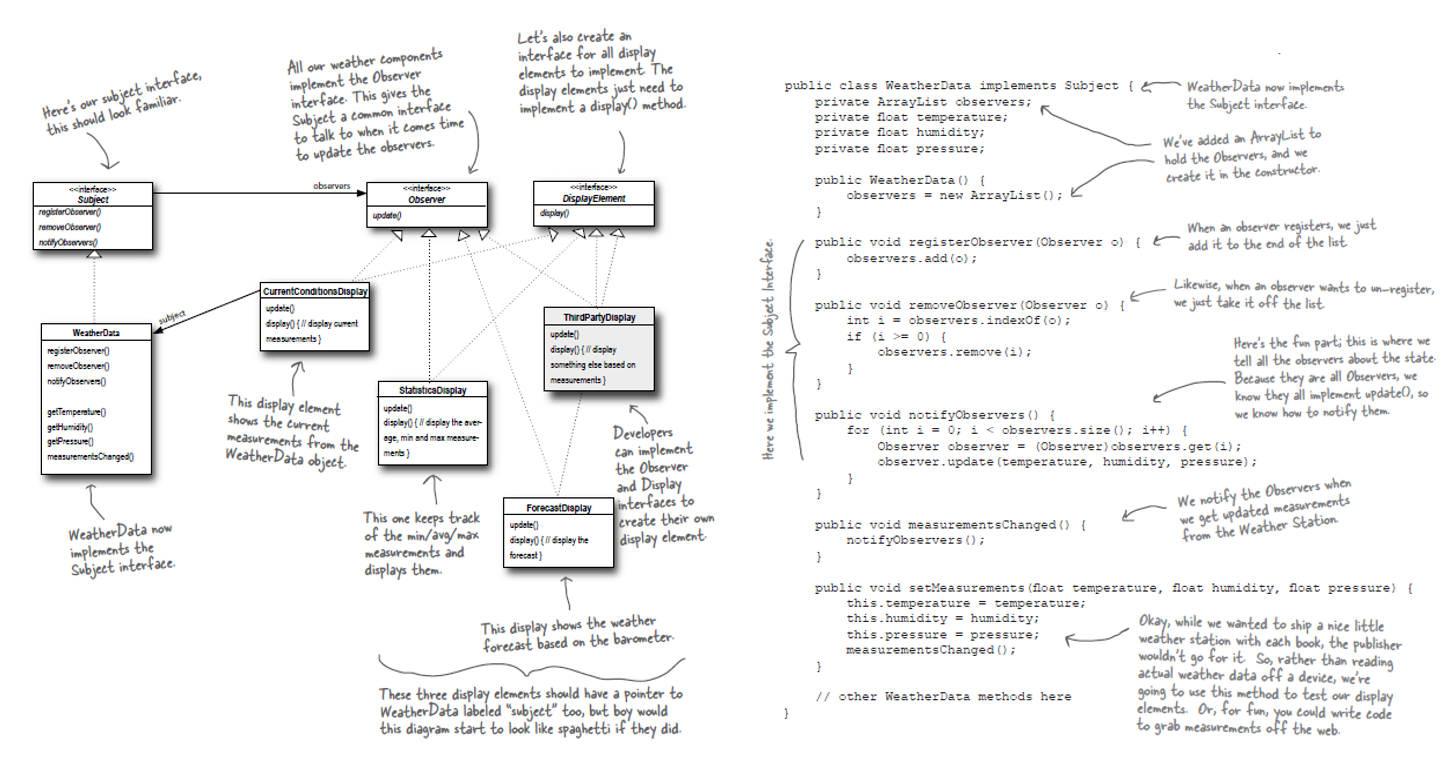 Here's our subject interface,
this should look familiar.
All our weather components
implement the Observer
interface. This gives the
Subject a common interface
to talk to when it comes time
to update the observers.
Let's also create an
interface for all display
elements to implement. The
display elements just need to
implement a display() method.
<<interface>>
Subject
registerObserver()
removeObserver()
notifyObservers()
observers
<<interface>>
Observer
update()
<<interface>>
DisplayElement
display()
WeatherData
registerObserver()
removeObserver()
notifyObservers()
getTemperature()
getHumidity()
getPressure()
measurementsChanged()
subject
CurrentConditionsDisplay
update()
display() { // display current
measurements }
StatisticsDisplay
update()
display() { // display the aver-
age, min and max measure-
ments }
ThirdPartyDisplay
update()
display() { // display
something else based on
measurements }
ForecastDisplay
update()
display() { // display the
forecast }
This display element
shows the current
measurements from the
WeatherData object.
WeatherData now
implements the
Subject interface.
This one keeps track
of the min/avg/max
measurements and
displays them.
Developers
can implement
the Observer
and Display
interfaces to
create their own
display element.
This display shows the weather
forecast based on the barometer.
These three display elements should have a pointer to
WeatherData labeled "subject" too, but boy would
this diagram start to look like spaghetti if they did.
public class WeatherData implements Subject {
private ArrayList observers;
private float temperature;
private float humidity;
private float pressure;
public WeatherData() {
observers = new ArrayList();
}
public void registerObserver(Observer o) {
observers.add(o);
}
public void removeObserver(Observer o) {
int i = observers.indexOf(o);
if (i >= 0) {
observers.remove(i);
}
}
public void notifyObservers() {
for (int i = 0; i < observers.size(); i++) {
Observer observer = (Observer)observers.get(i);
observer.update(temperature, humidity, pressure);
}
}
public void measurementsChanged() {
notifyObservers();
}
public void setMeasurements(float temperature, float humidity, float pressure) {
this.temperature = temperature;
this.humidity = humidity;
this.pressure = pressure;
measurementsChanged();
}
// other WeatherData methods here
}
Here we implement the Subject Interface.
WeatherData now implements
the Subject interface.
We've added an ArrayList to
hold the Observers, and we
create it in the constructor.
When an observer registers, we just
add it to the end of the list.
Likewise, when an observer wants to un-register,
we just take it off the list.
Here's the fun part; this is where we
tell all the observers about the state.
Because they are all Observers, we
know they all implement update(), so
we know how to notify them.
We notify the Observers when
we get updated measurements
from the Weather Station.
Okay, while we wanted to ship a nice little
weather station with each book, the publisher
wouldn't go for it. So, rather than reading
actual weather data off a device, we're
going to use this method to test our display
elements. Or, for fun, you could write code
to grab measurements off the web.